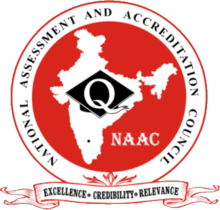 NATIONAL ASSESSMENT AND ACCREDITATION COUNCIL
Q
NAAC
EXCELLENCE • CREDIBILITY • RELEVANCE